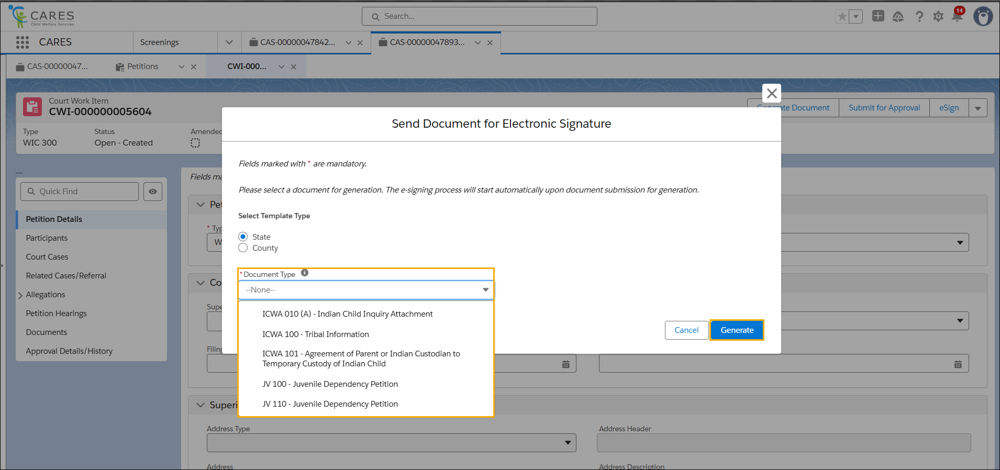 CARES
Child Welfare Services
Search...
14
CARES
Screenings
CAS-00000047842...
CAS-00000047893...
CAS-00000047...
Petitions
CWI-000...
Court Work Item
CWI-000000005604
Generate Document
Submit for Approval
eSign
Type
Status
Amended
WIC 300
Open - Created
Send Document for Electronic Signature
Fields marked with * are mandatory.
Please select a document for generation. The e-signing process will start automatically upon document submission for generation.
Select Template Type
State
County
* Document Type
--None--
ICWA 010 (A) - Indian Child Inquiry Attachment
ICWA 100 - Tribal Information
ICWA 101 - Agreement of Parent or Indian Custodian to
Temporary Custody of Indian Child
JV 100 - Juvenile Dependency Petition
JV 110 - Juvenile Dependency Petition
Cancel
Generate
---
Quick Find
Petition Details
Participants
Court Cases
Related Cases/Referral
Allegations
Petition Hearings
Documents
Approval Details/History
Fields ma
Pet
* Typ
W
Co
Supe
Filing
Superi
Address Type
Address Header
Address
Address Description